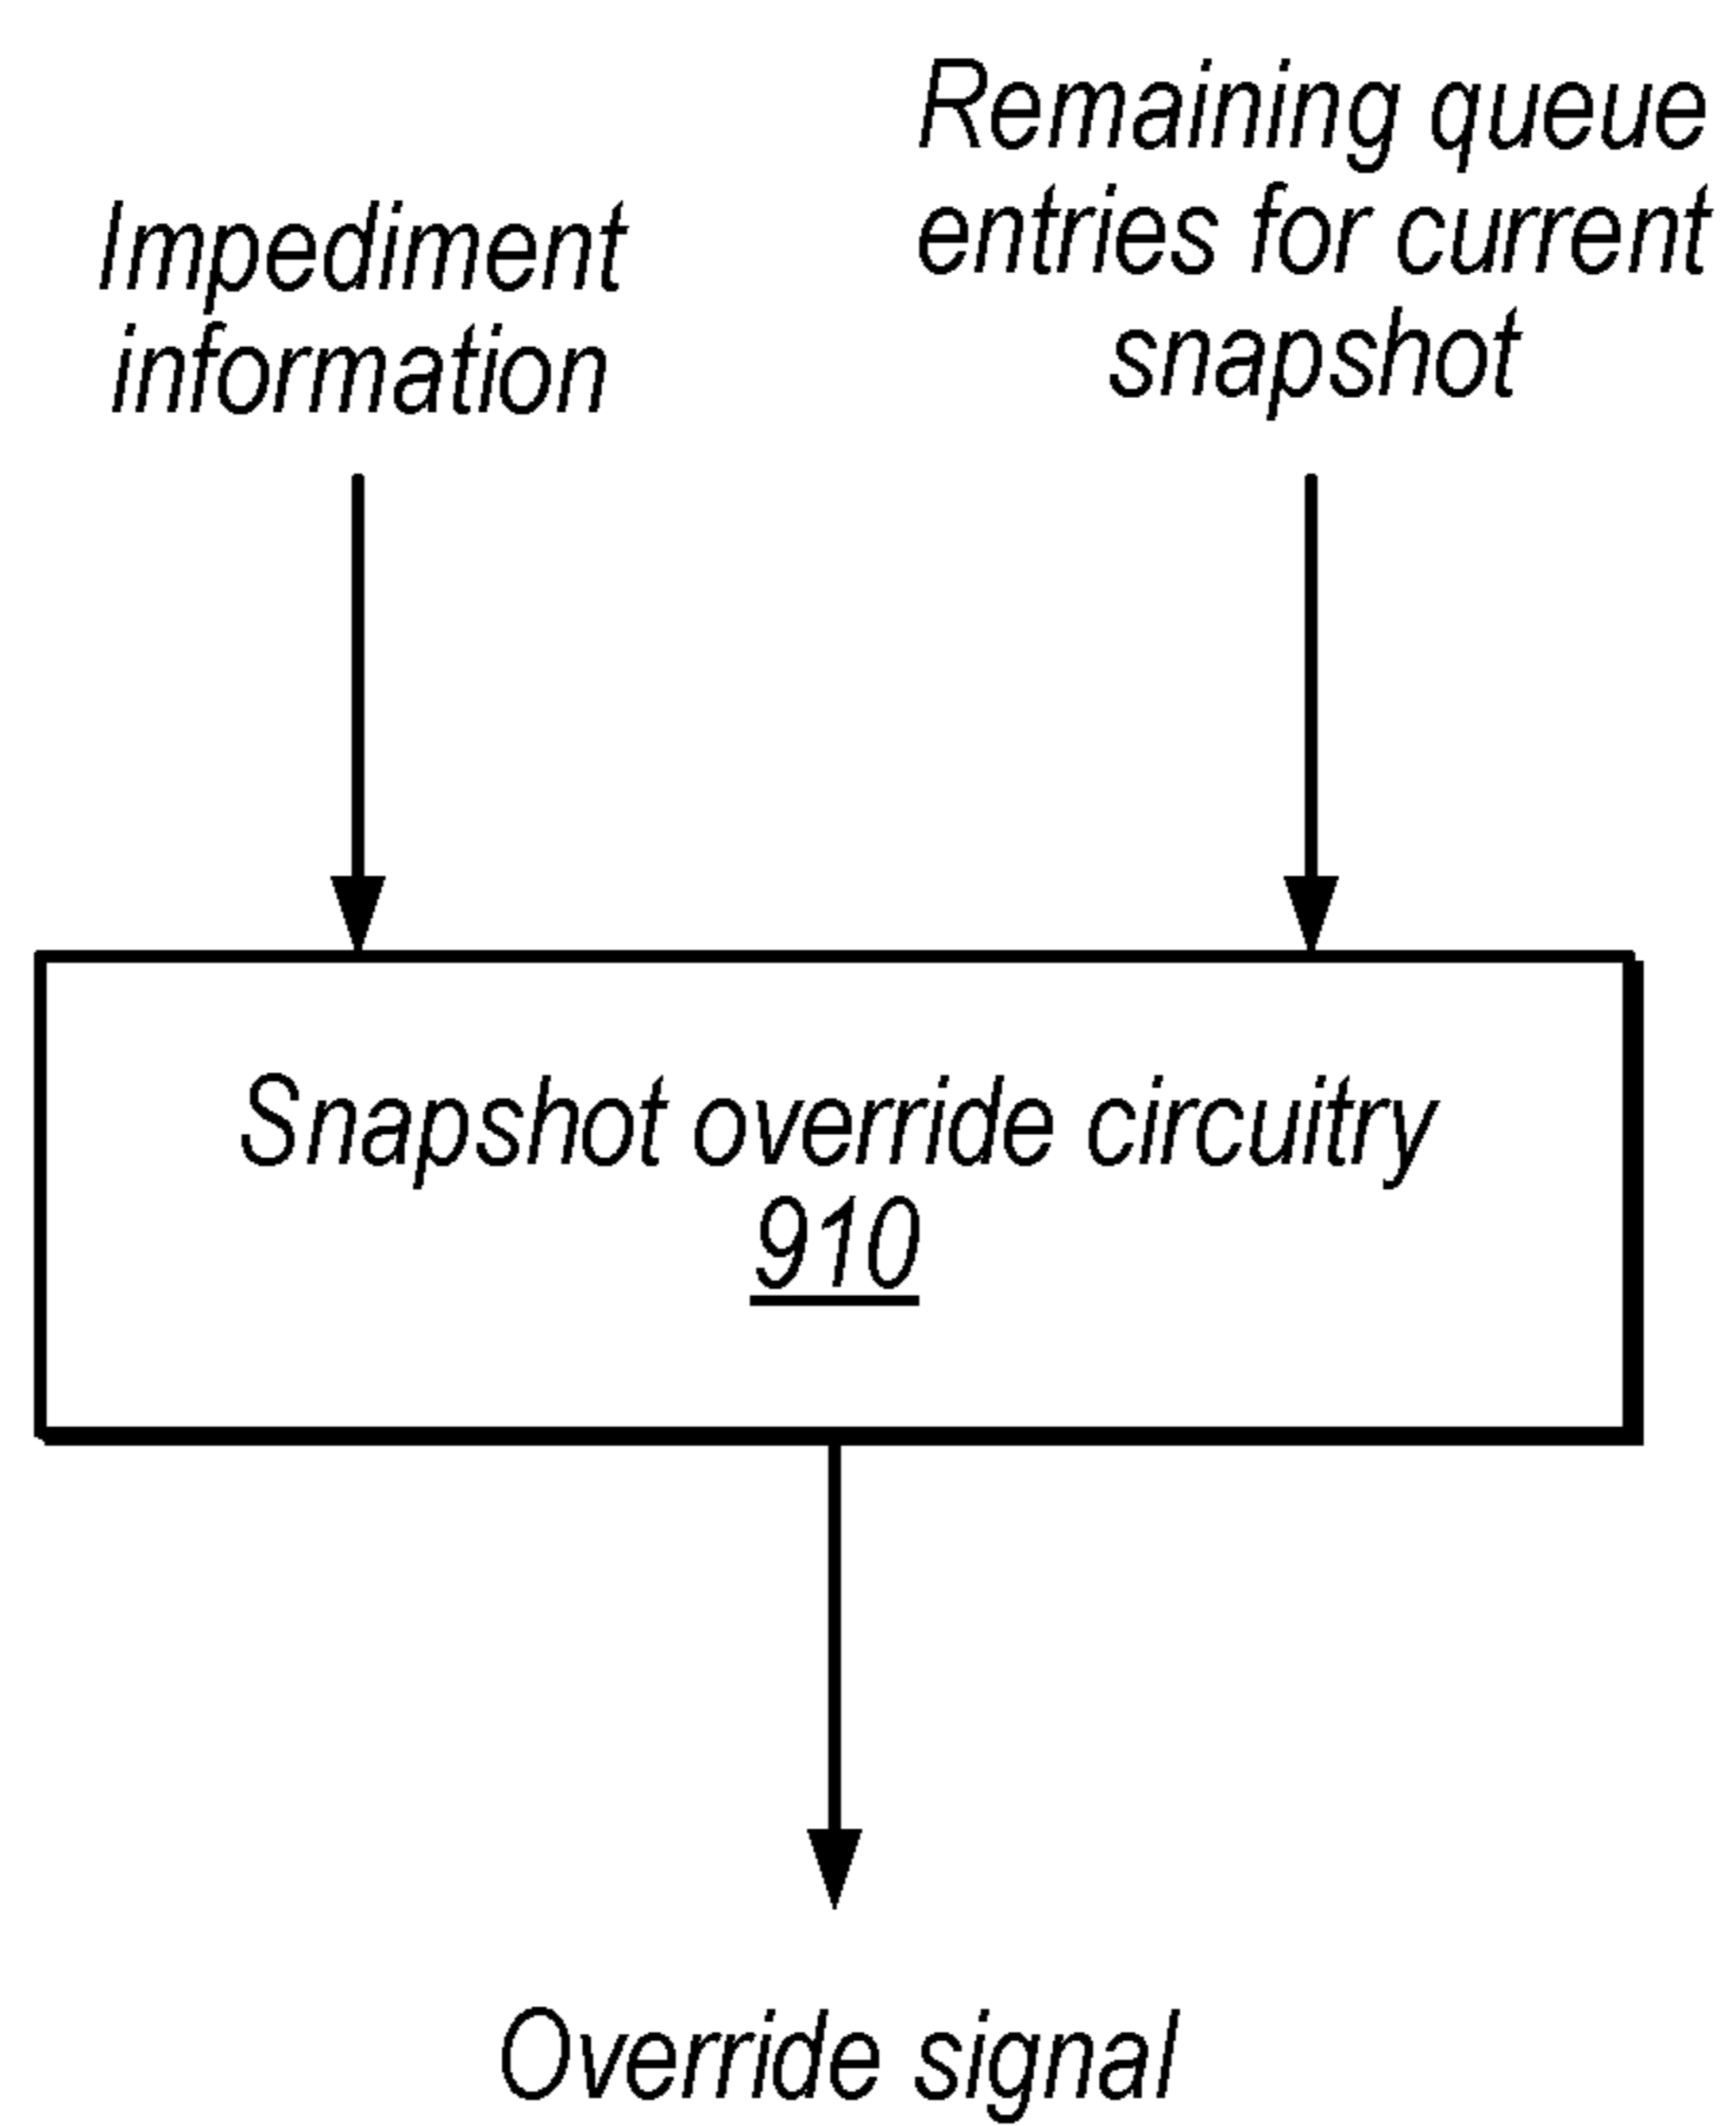 Impediment
information
Remaining queue
entries for current
snapshot
Snapshot override circuitry
910
Override signal